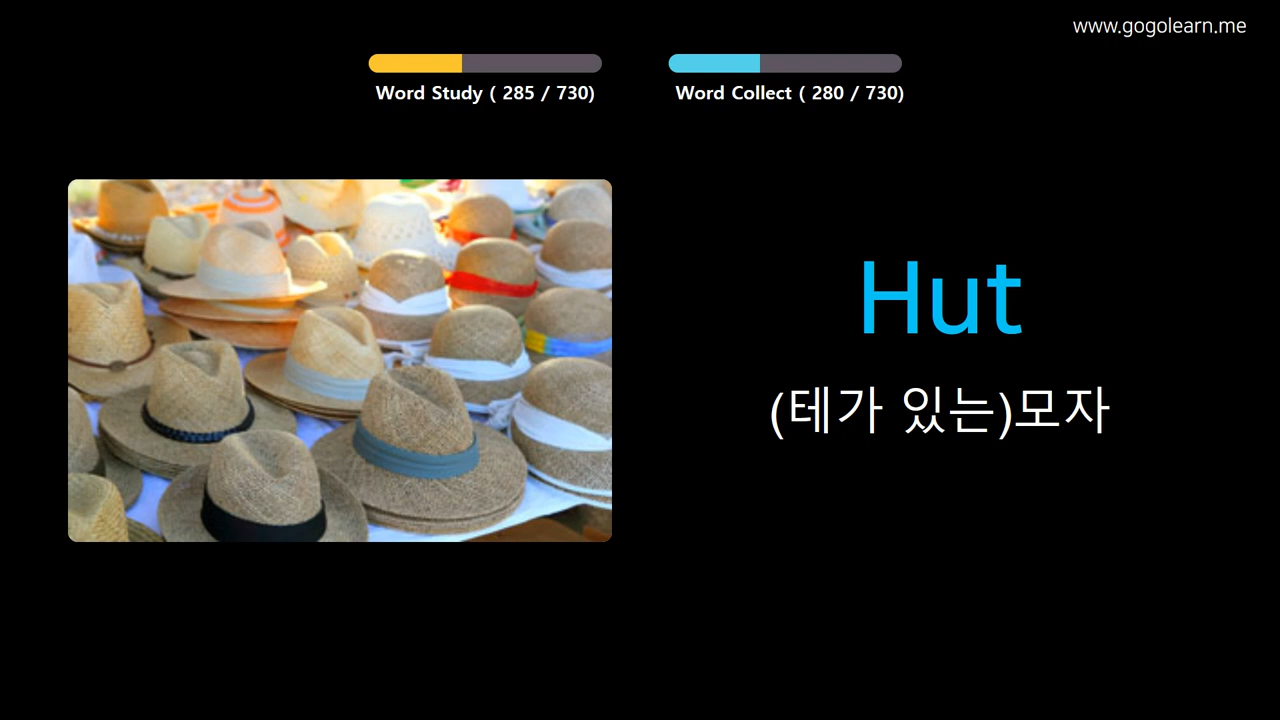 www.gogolearn.me
Word Study ( 285 / 730)
Word Collect ( 280 / 730)
Hut
(테가 있는)모자